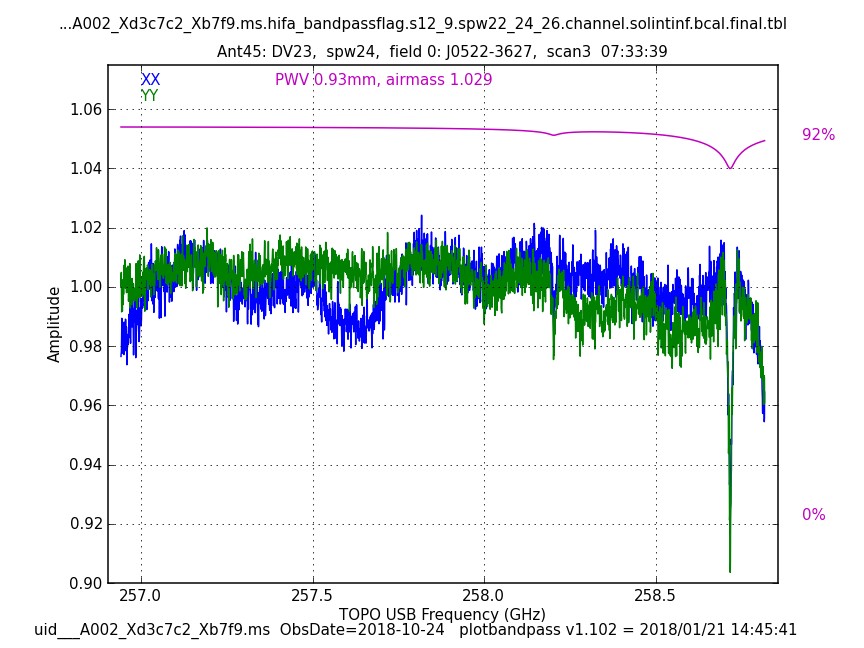 ...A002_Xd3c7c2_Xb7f9.ms.hifa_bandpassflag.s12_9.spw22_24_26.channel.solintinf.bcal.final.tbl
Ant45: DV23, spw24, field 0: J0522-3627, scan3 07:33:39
XX PWV 0.93mm, airmass 1.029
YY
1.06
92%
1.04
1.02
1.00
Amplitude
0.98
0.96
0.94
0.92
0%
0.90
257.0 257.5 258.0 258.5
TOPO USB Frequency (GHz)
uid___A002_Xd3c7c2_Xb7f9.ms ObsDate=2018-10-24 plotbandpass v1.102 = 2018/01/21 14:45:41